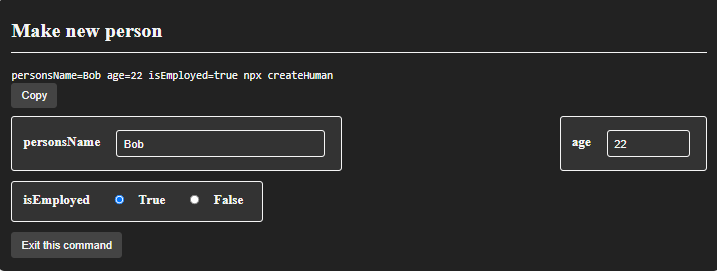 Make new person
personsName=Bob age=22 isEmployed=true npx createHuman
Copy
personsName Bob age 22
isEmployed True False
Exit this command